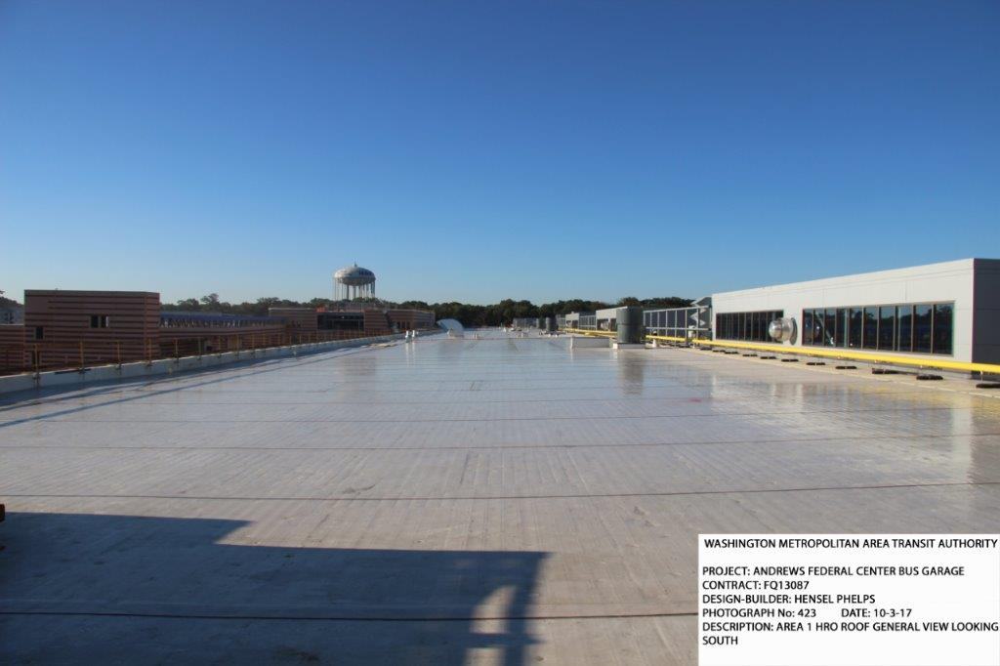 WASHINGTON METROPOLITAN AREA TRANSIT AUTHORITY
PROJECT: ANDREWS FEDERAL CENTER BUS GARAGE
CONTRACT: FQ13087
DESIGN-BUILDER: HENSEL PHELPS
PHOTOGRAPH No: 423 DATE: 10-3-17
DESCRIPTION: AREA 1 HRO ROOF GENERAL VIEW LOOKING
SOUTH